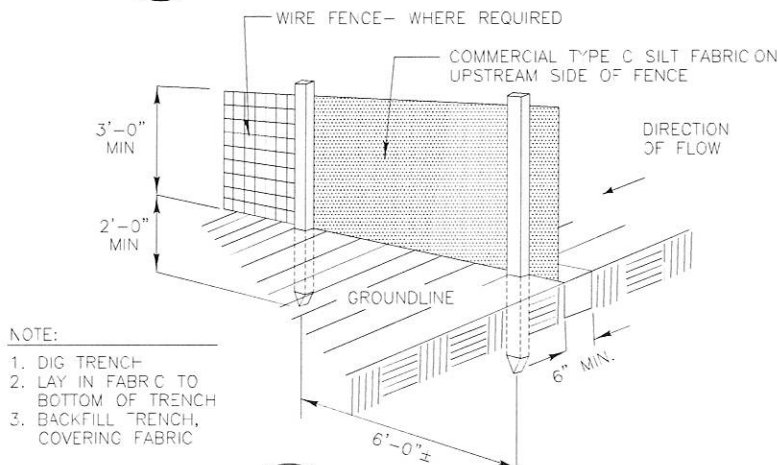 WIRE FENCE- WHERE REQUIRED
COMMERCIAL TYPE C SILT FABRIC ON
UPSTREAM SIDE OF FENCE
3'-0"
MIN
DIRECTION
OF FLOW
2'-0"
MIN
GROUNDLINE
NOTE:
1. DIG TRENCH
2. LAY IN FABRIC TO
BOTTOM OF TRENCH
3. BACKFILL TRENCH,
COVERING FABRIC
6" MIN.
6'-0"±